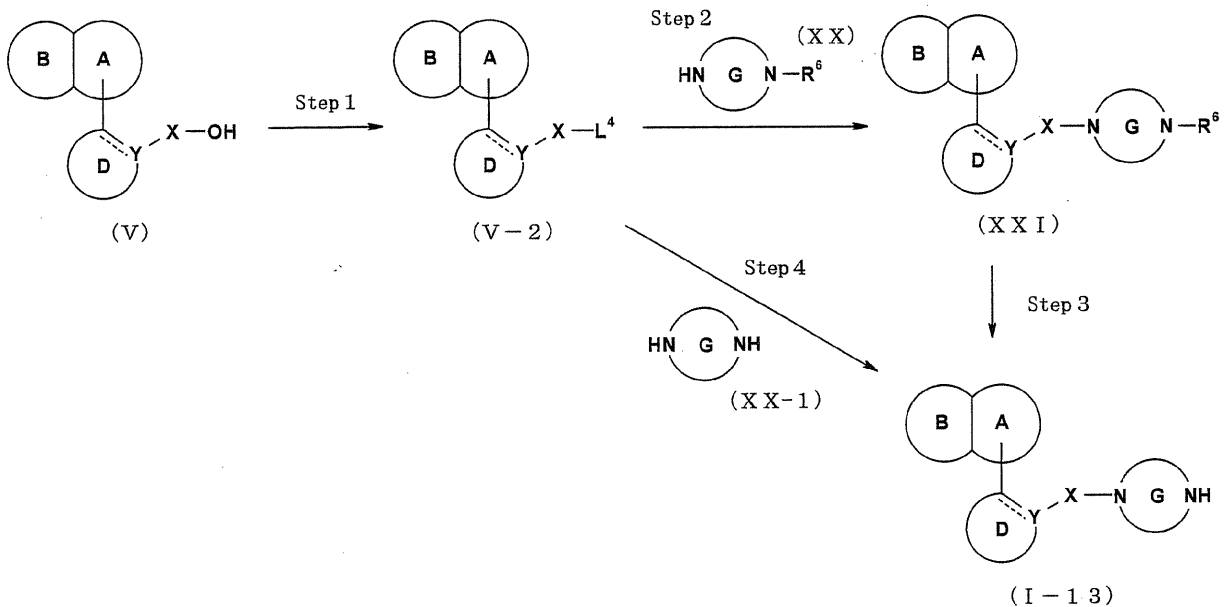 B A
D Y X—OH
(V)
Step 1
B A
D Y X—L⁴
(V-2)
Step 2
HN G N—R⁶
(XX)
B A
D Y X—N G N—R⁶
(XXI)
Step 3
Step 4
HN G NH
(XX-1)
B A
D Y X—N G NH
(I-13)